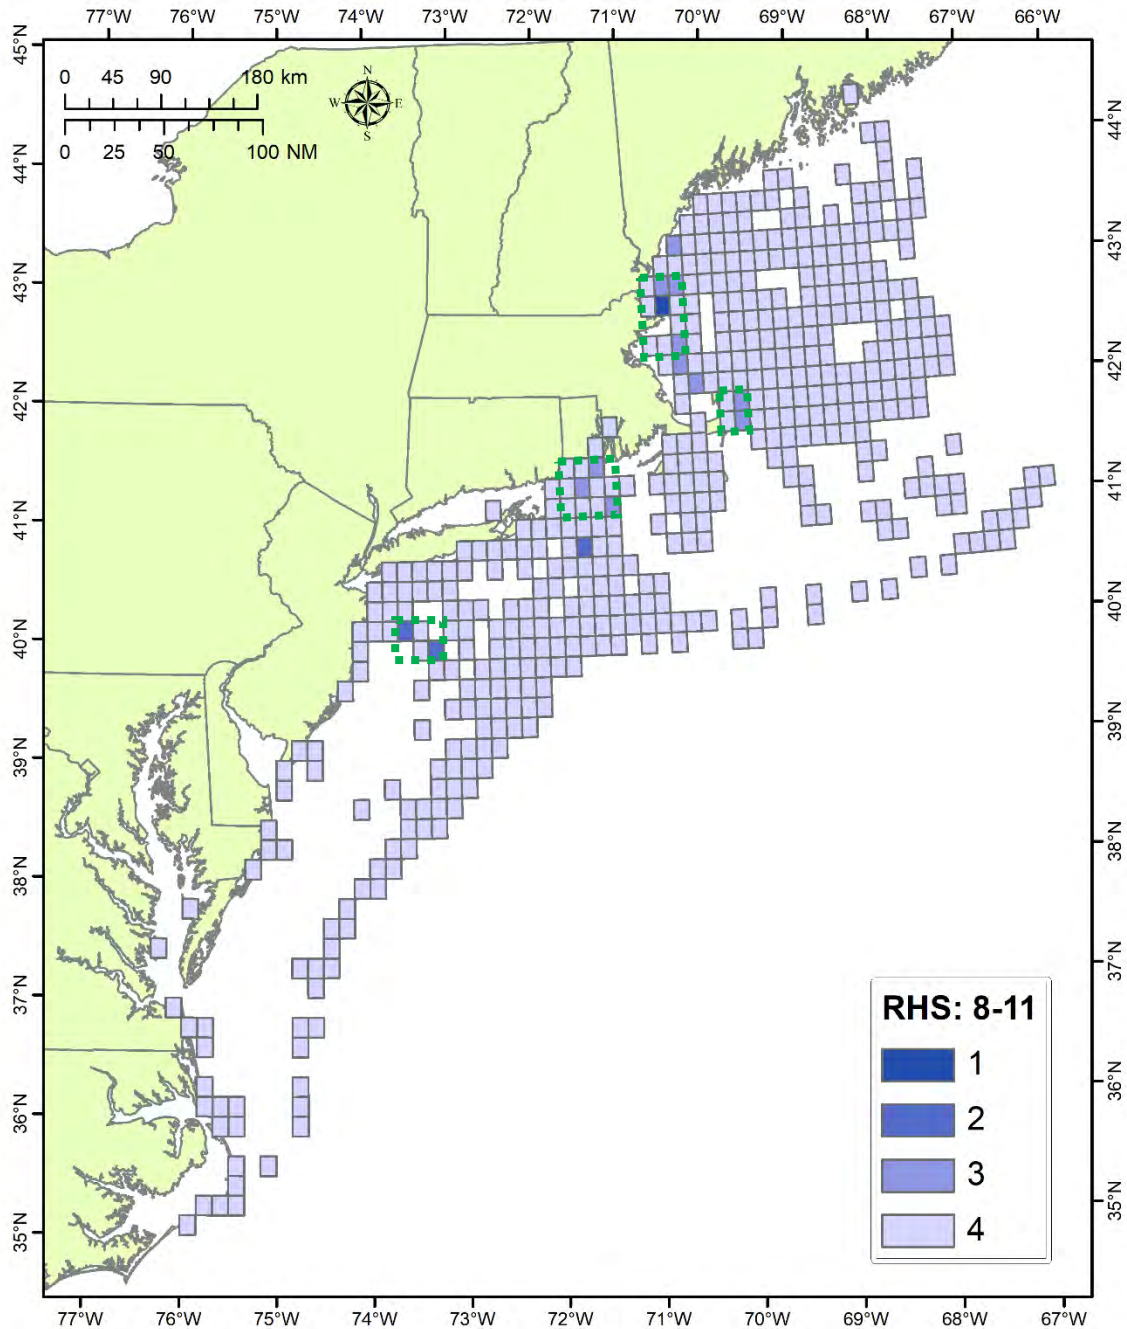 77°W 76°W 75°W 74°W 73°W 72°W 71°W 70°W 69°W 68°W 67°W 66°W
45°N
44°N
43°N
42°N
41°N
40°N
39°N
38°N
37°N
36°N
35°N
0 45 90 180 km
0 25 50 100 NM
N
W E
S
44°N
43°N
42°N
41°N
40°N
39°N
38°N
37°N
36°N
35°N
RHS: 8-11
1
2
3
4
77°W 76°W 75°W 74°W 73°W 72°W 71°W 70°W 69°W 68°W 67°W